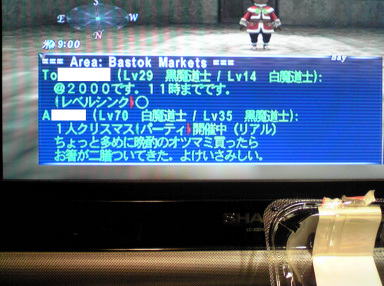 E
W
S
N
9:00
=== Area: Bastok Markets ===
To (Lv29 黒魔道士 / Lv14 白魔道士):
@2000です。11時までです。
{レベルシンク}○
A (Lv70 白魔道士 / Lv35 黒魔道士):
1人クリスマス{パーティ}開催中(リアル)
ちょっと多めに晩酌のオツマミ買ったら
お箸が二膳ついてきた。よけいさみしい。
SHARP